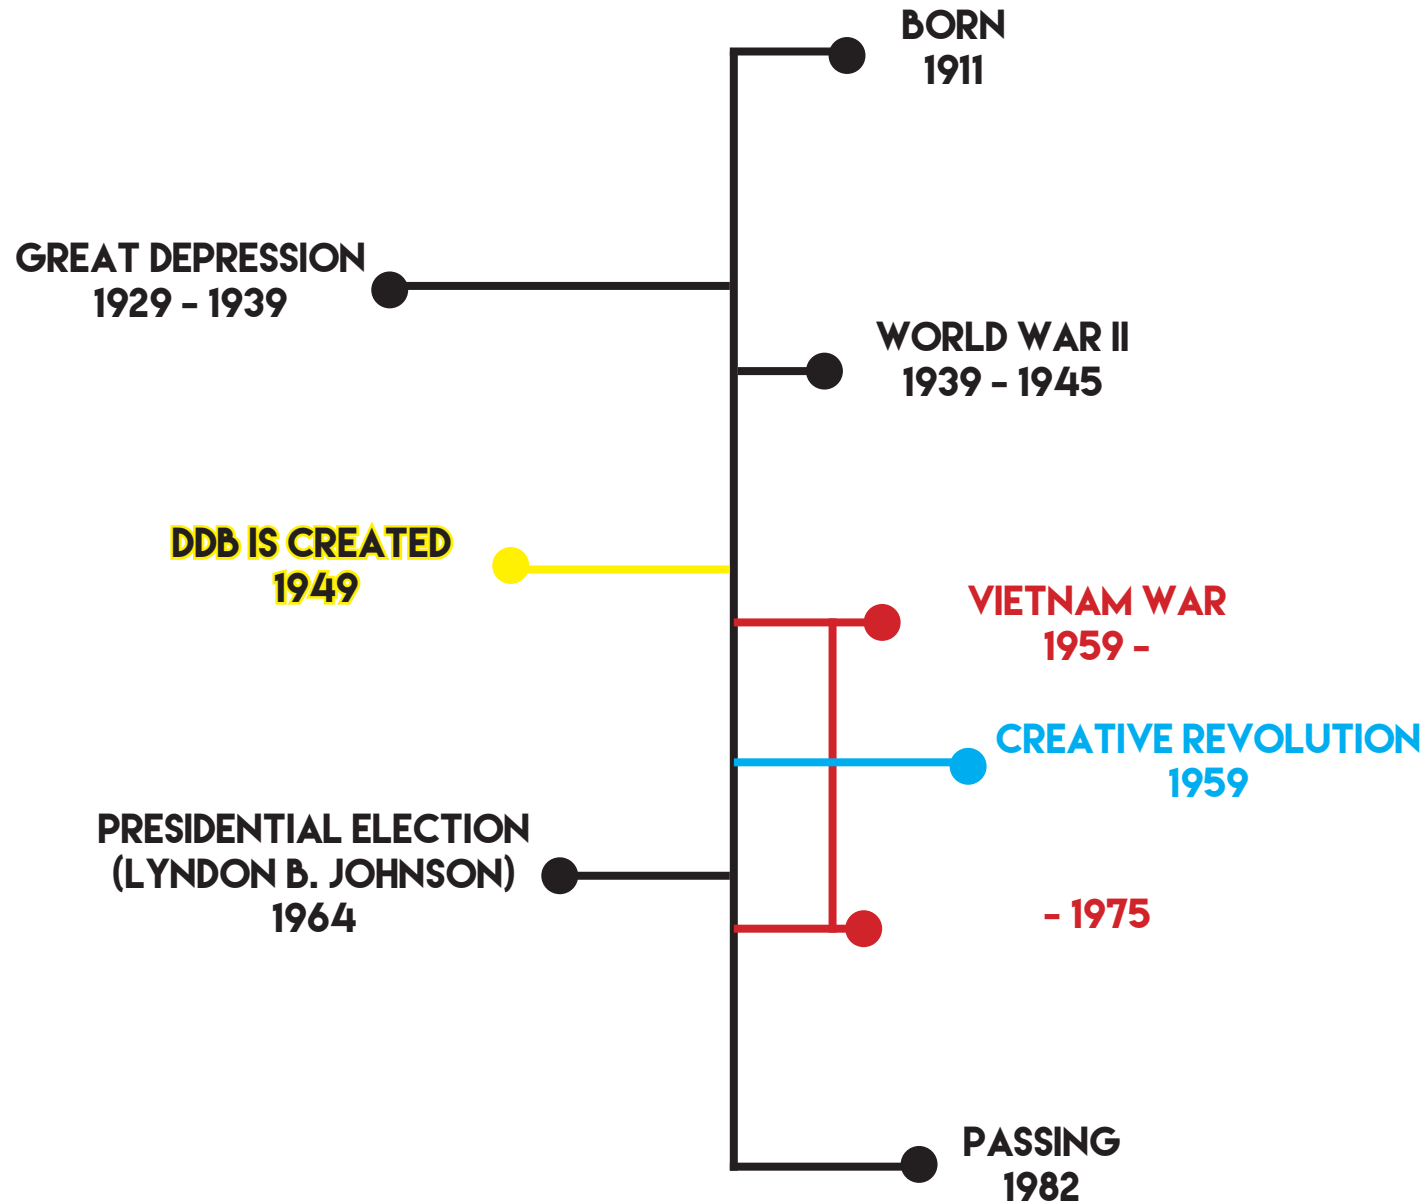 BORN
1911
GREAT DEPRESSION
1929 - 1939
WORLD WAR II
1939 - 1945
DDB IS CREATED
1949
VIETNAM WAR
1959 -
CREATIVE REVOLUTION
1959
PRESIDENTIAL ELECTION
(LYNDON B. JOHNSON)
1964
- 1975
PASSING
1982